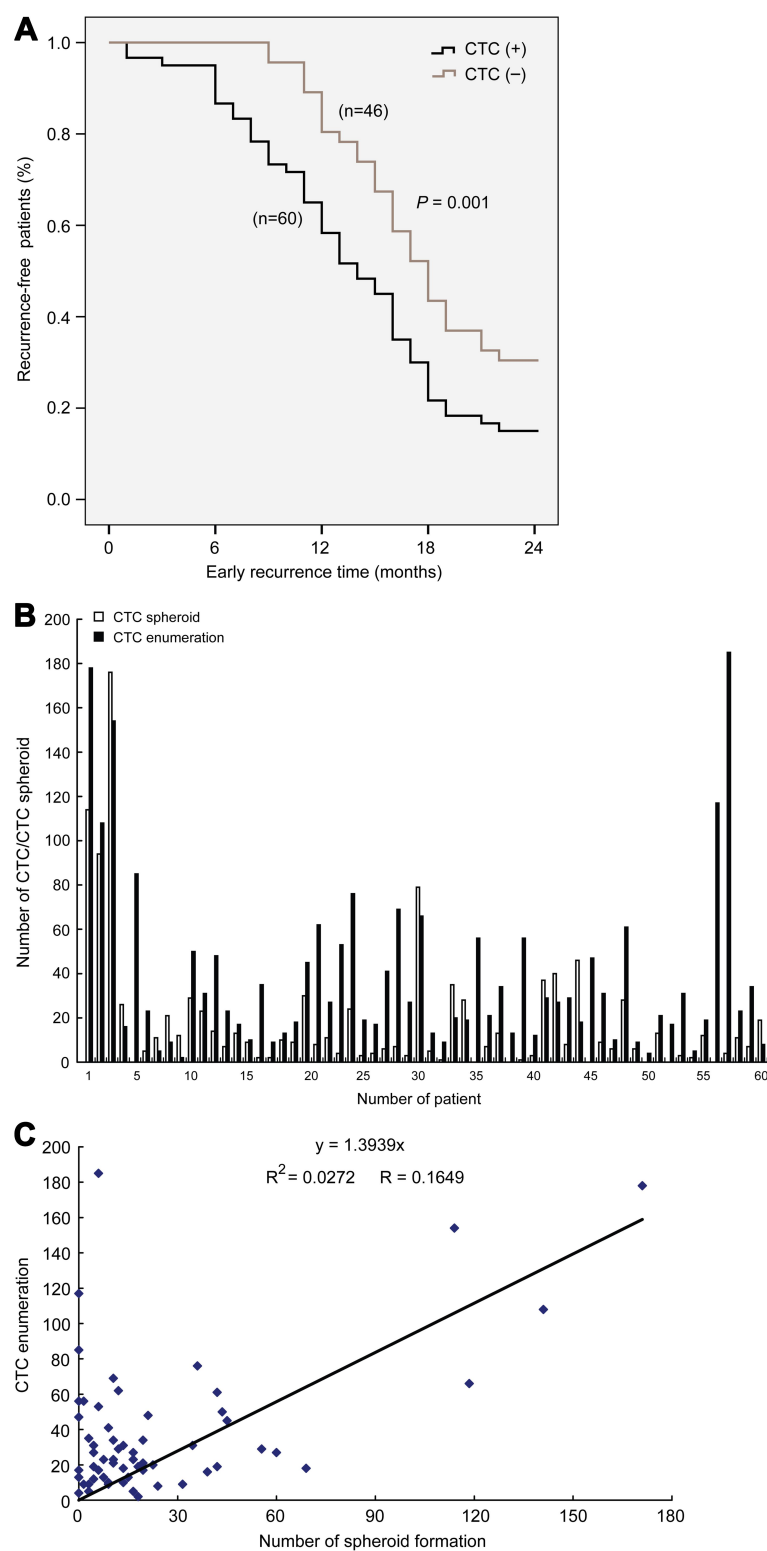 A
1.0
0.8
0.6
0.4
0.2
0.0
Recurrence-free patients (%)
CTC (+)
CTC (–)
(n=46)
P = 0.001
(n=60)
0 6 12 18 24
Early recurrence time (months)
B
200
180
160
140
120
100
80
60
40
20
0
Number of CTC/CTC spheroid
CTC spheroid
CTC enumeration
1 5 10 15 20 25 30 35 40 45 50 55 60
Number of patient
C
y = 1.3939x
R2 = 0.0272 R = 0.1649
200
180
160
140
120
100
80
60
40
20
0
CTC enumeration
0 30 60 90 120 150 180
Number of spheroid formation